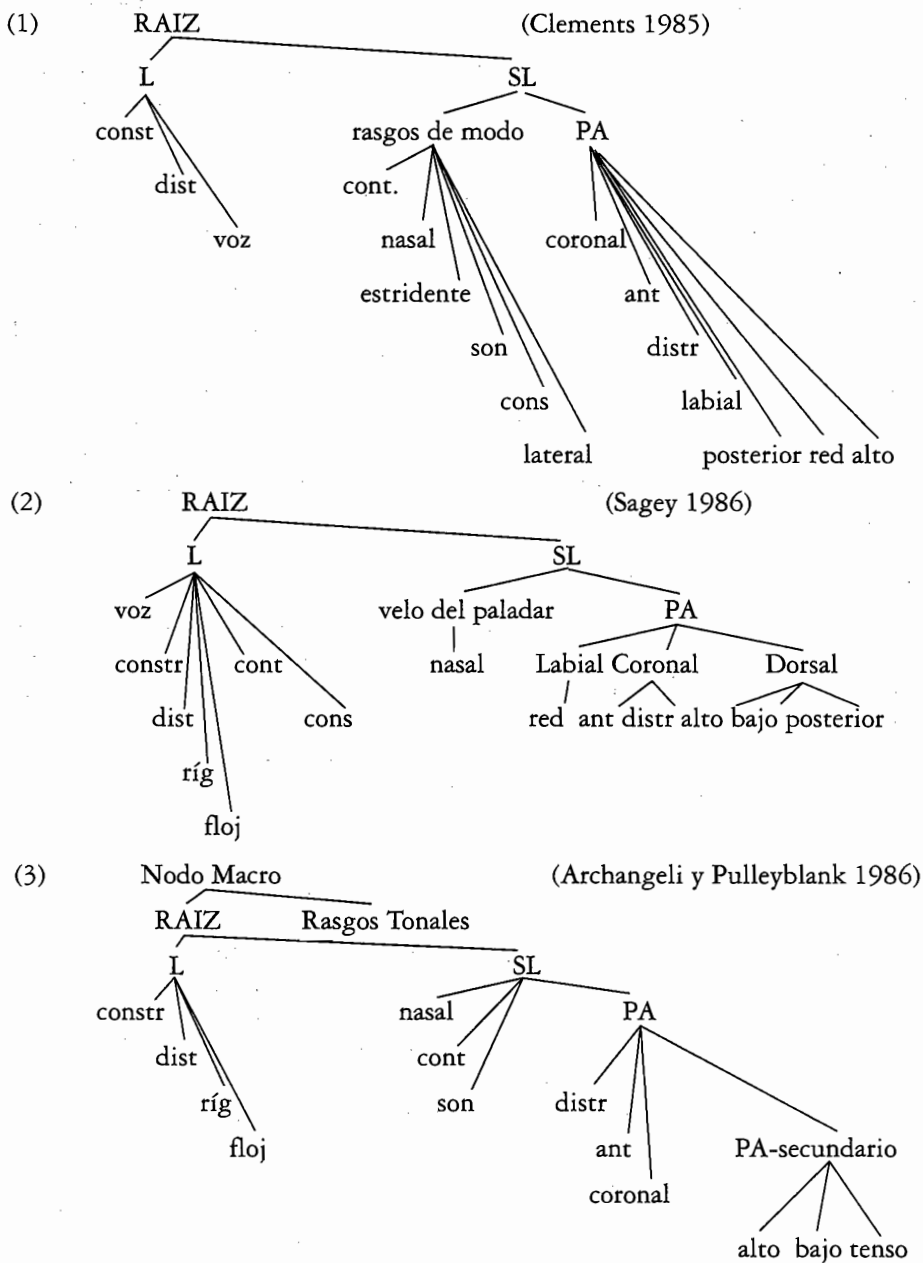 (1) RAIZ (Clements 1985)
L SL
const rasgos de modo PA
dist cont.
voz nasal coronal
estridente ant
son distr
cons labial
lateral posterior red alto
(2) RAIZ (Sagey 1986)
L SL
voz velo del paladar PA
constr cont nasal Labial Coronal Dorsal
dist cons red ant distr alto bajo posterior
ríg
floj
(3) Nodo Macro (Archangeli y Pulleyblank 1986)
RAIZ Rasgos Tonales
L SL
constr nasal PA
dist cont
ríg son distr
floj ant PA-secundario
coronal
alto bajo tenso